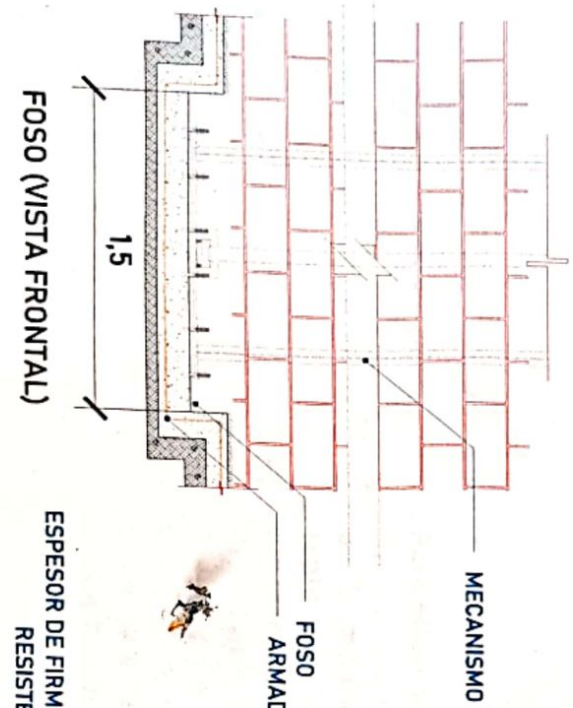 MECANISMO
FOSO
ARMAD
ESPESOR DE FIRM
RESISTE
1,5
FOSO (VISTA FRONTAL)